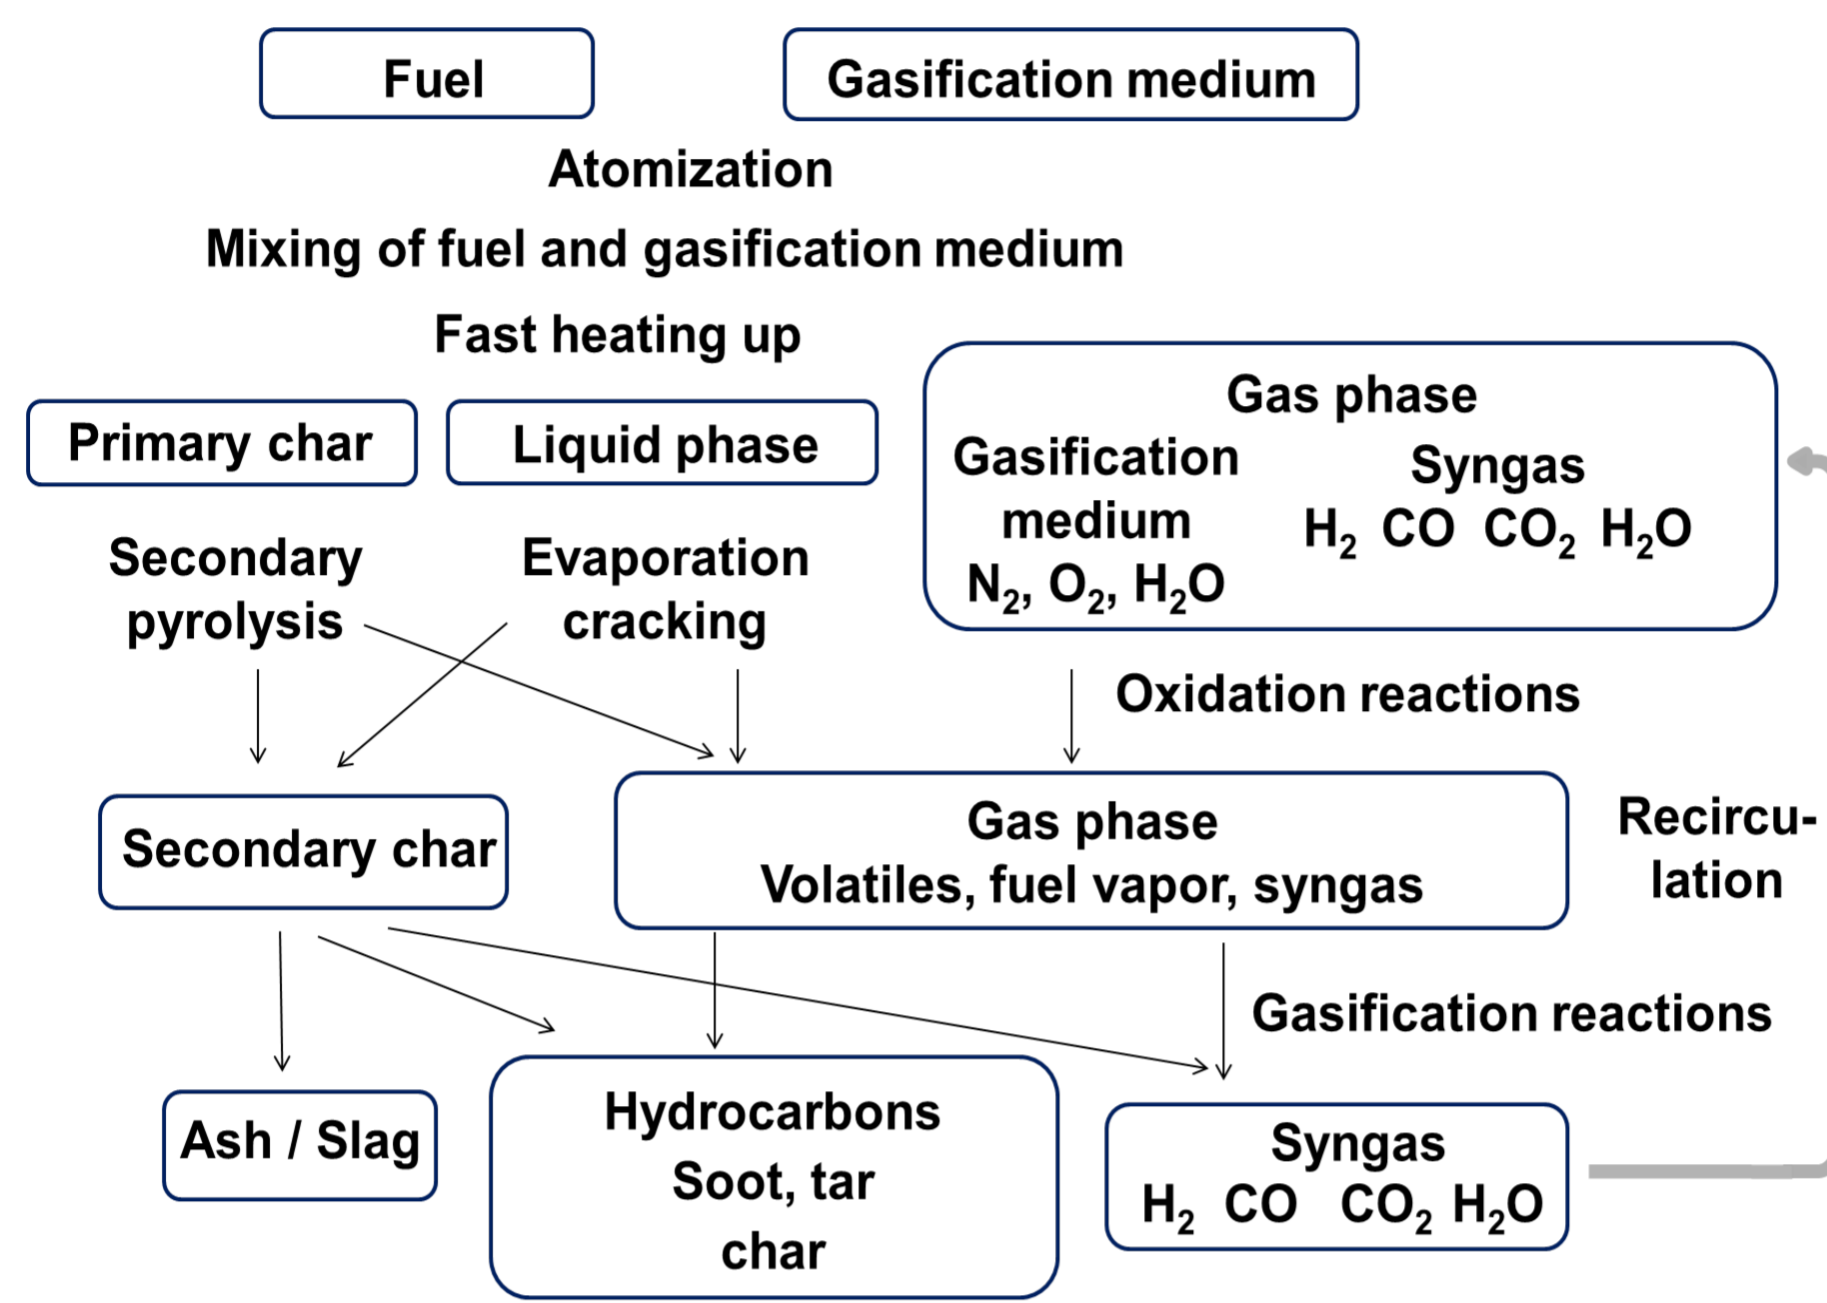 Fuel
Gasification medium
Atomization
Mixing of fuel and gasification medium
Fast heating up
Primary char
Liquid phase
Gas phase
Gasification
medium
N₂, O₂, H₂O
Syngas
H₂ CO CO₂ H₂O
Secondary
pyrolysis
Evaporation
cracking
Oxidation reactions
Secondary char
Gas phase
Volatiles, fuel vapor, syngas
Recircu-
lation
Gasification reactions
Ash / Slag
Hydrocarbons
Soot, tar
char
Syngas
H₂ CO CO₂ H₂O